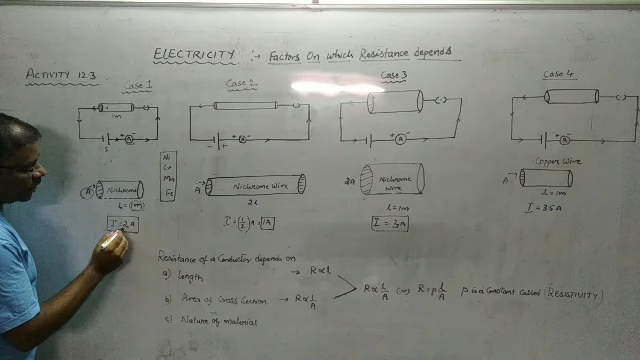 ELECTRICITY :- Factors On which Resistance depends
ACTIVITY 12.3
Case 1
Case 2
Case 3
Case 4
1m
+ A -
+ A -
+ A -
+ A -
A→ Nichrome
l = 1m
I = 2A
Ni
Cr
Mn
Fe
A→ Nichrome Wire
2l
I = (1/1)A = 1A
2A Nichrome wire
l = 1m
I = 3A
Copper Wire
A→
l = 1m
I = 3.5A
Resistance of a Conductor depends on
a) Length → R ∝ l
b) Area of Cross Section → R ∝ 1/A
R ∝ l/A (or) R = ρ l/A ρ is a Constant called (RESISTIVITY)
c) Nature of material